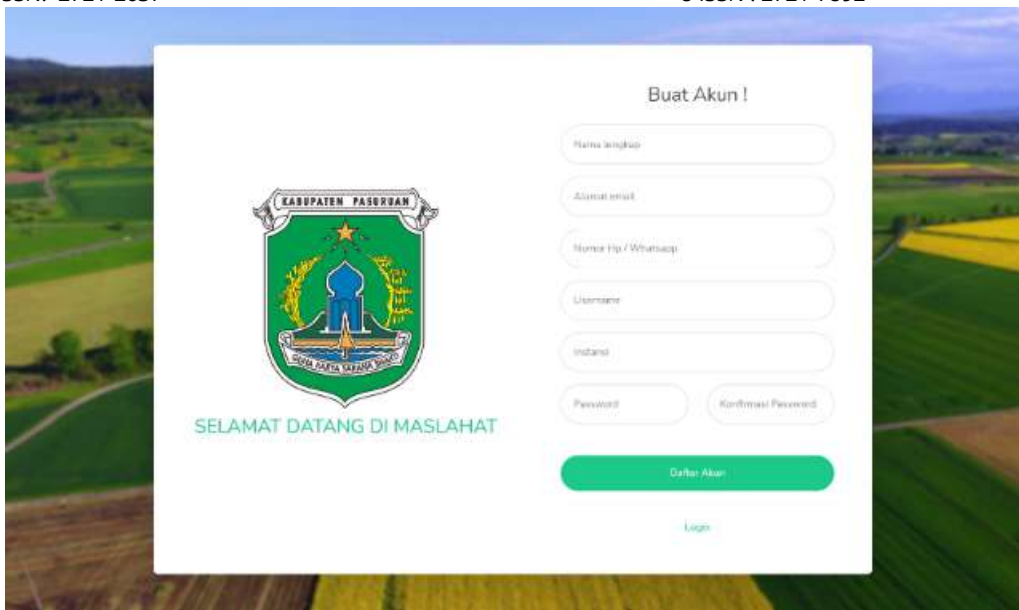 Buat Akun !
Nama lengkap
Alamat email
Nomor Hp / Whatsapp
Username
Instansi
Password
Konfirmasi Password
Daftar Akun
Login
KABUPATEN PASURUAN
SELAMAT DATANG DI MASLAHAT